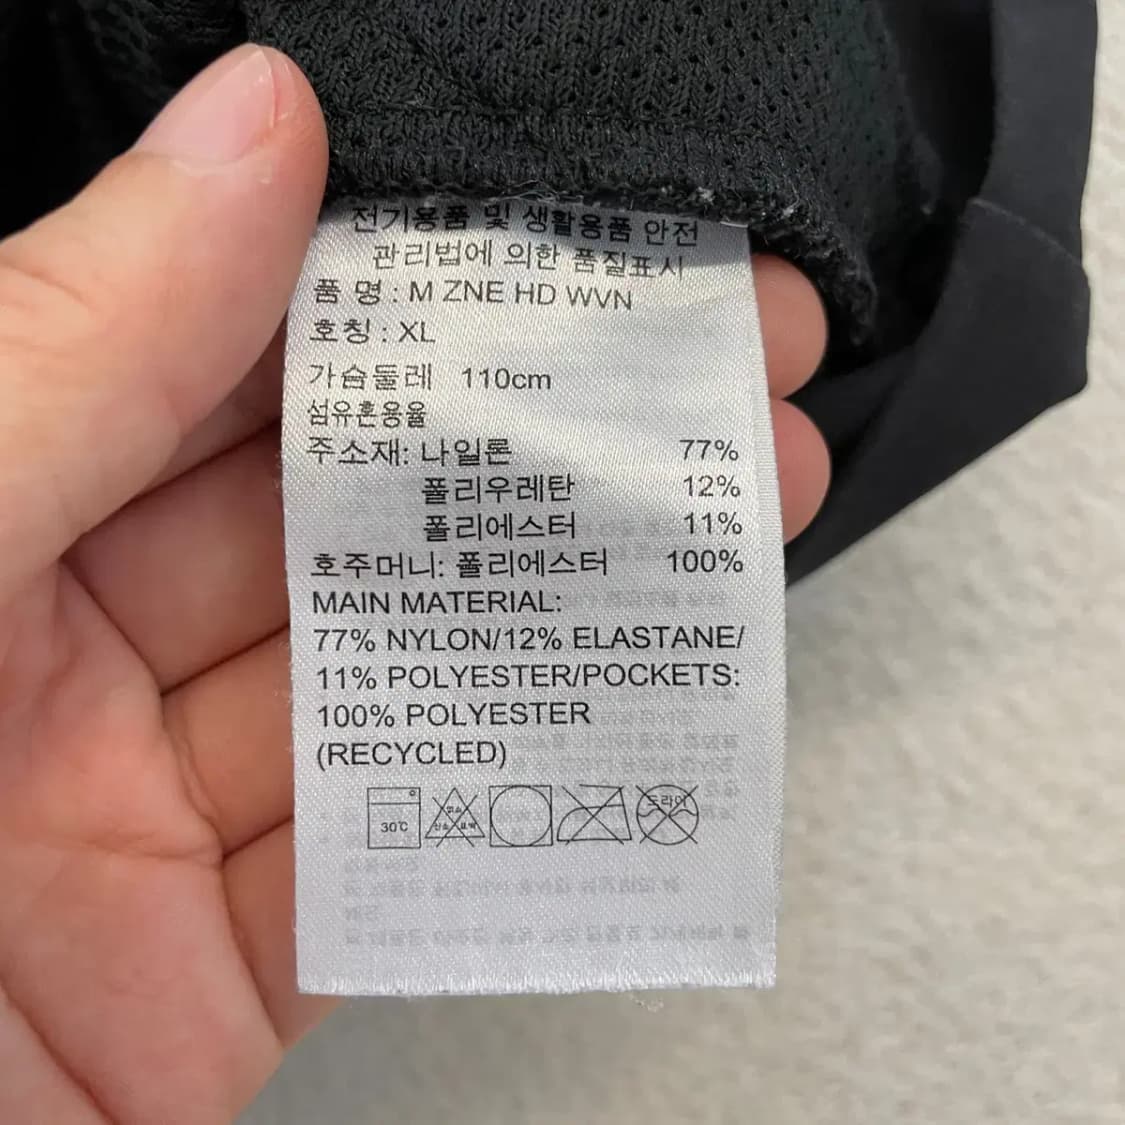 전기용품 및 생활용품 안전
관리법에 의한 품질표시
품 명 : M ZNE HD WVN
호칭 : XL
가슴둘레 110cm
섬유혼용율
주소재: 나일론 77%
폴리우레탄 12%
폴리에스터 11%
호주머니: 폴리에스터 100%
MAIN MATERIAL:
77% NYLON/12% ELASTANE/
11% POLYESTER/POCKETS:
100% POLYESTER
(RECYCLED)
30℃
드라이